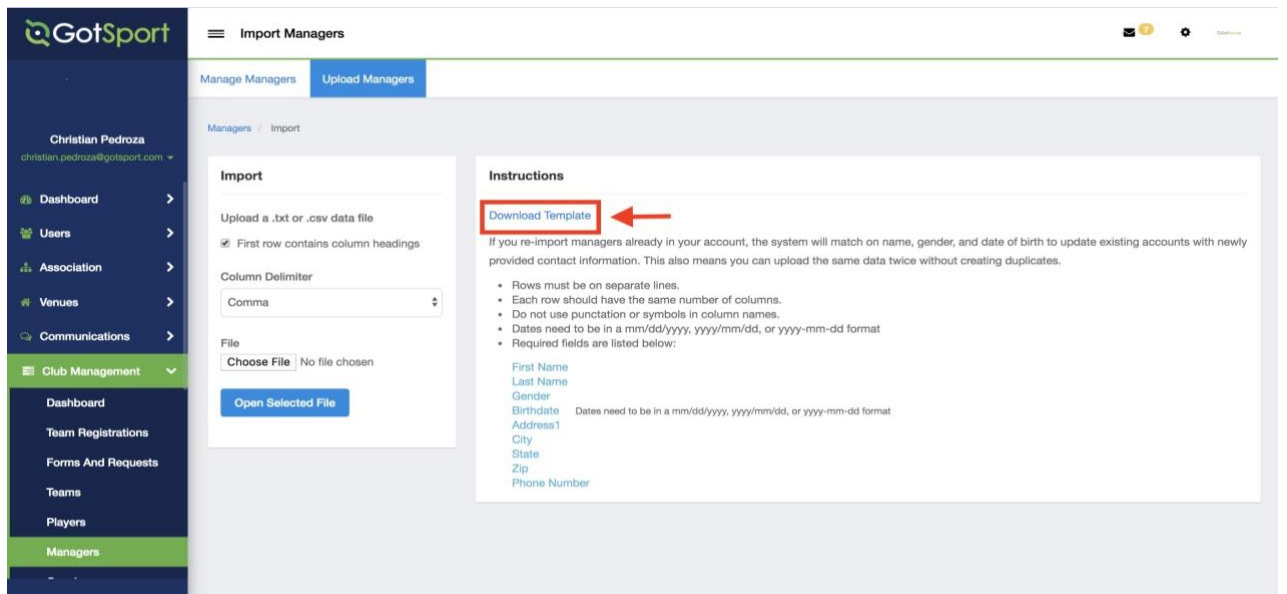 GotSport
Import Managers
7
Manage Managers
Upload Managers
Christian Pedroza
christian.pedroza@gotsport.com
Managers / Import
Dashboard
Users
Association
Venues
Communications
Club Management
Dashboard
Team Registrations
Forms And Requests
Teams
Players
Managers
Import
Upload a .txt or .csv data file
First row contains column headings
Column Delimiter
Comma
File
Choose File No file chosen
Open Selected File
Instructions
Download Template
If you re-import managers already in your account, the system will match on name, gender, and date of birth to update existing accounts with newly
provided contact information. This also means you can upload the same data twice without creating duplicates.
• Rows must be on separate lines.
• Each row should have the same number of columns.
• Do not use punctation or symbols in column names.
• Dates need to be in a mm/dd/yyyy, yyyy/mm/dd, or yyyy-mm-dd format
• Required fields are listed below:
First Name
Last Name
Gender
Birthdate Dates need to be in a mm/dd/yyyy, yyyy/mm/dd, or yyyy-mm-dd format
Address1
City
State
Zip
Phone Number